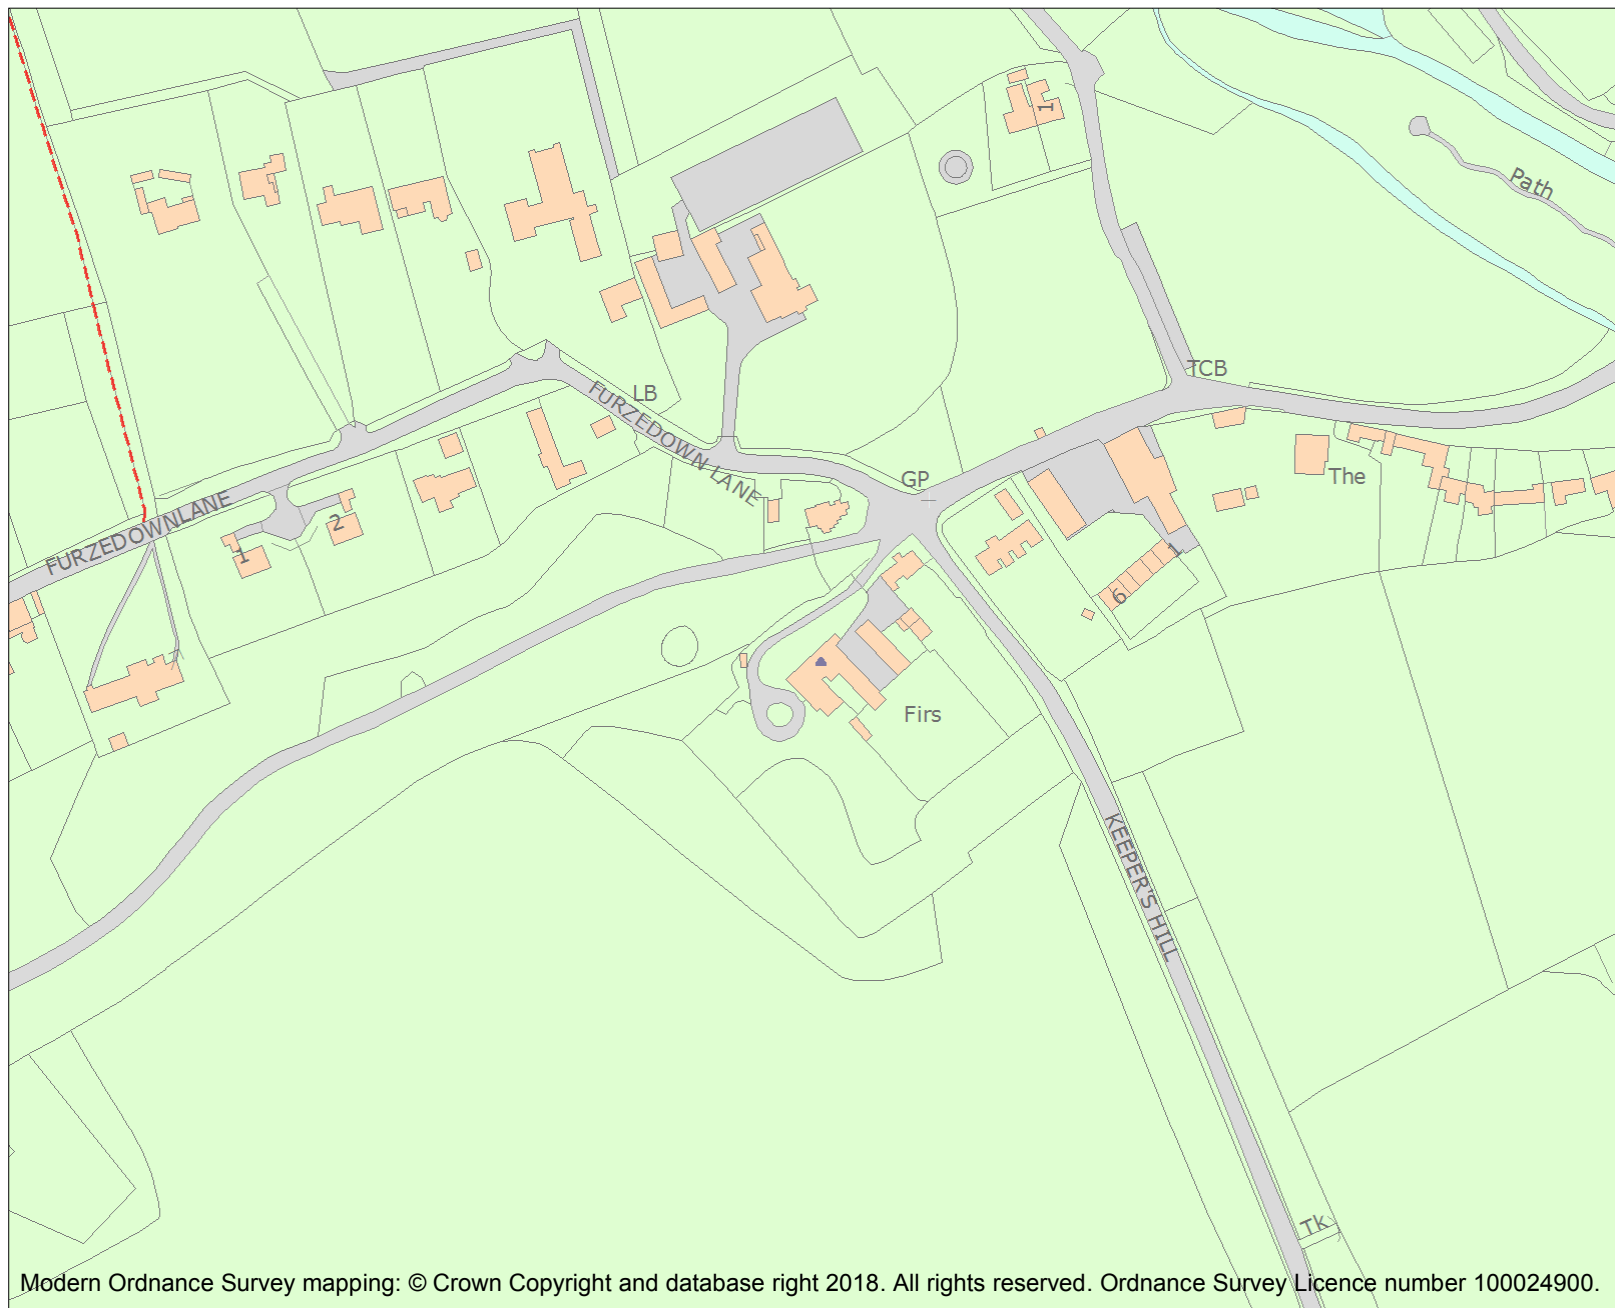 1
Path
TCB
LB
FURZEDOWN LANE
GP
The
FURZEDOWNLANE
2
1
1
6
Firs
KEEPER'S HILL
Tk
Modern Ordnance Survey mapping: © Crown Copyright and database right 2018. All rights reserved. Ordnance Survey Licence number 100024900.